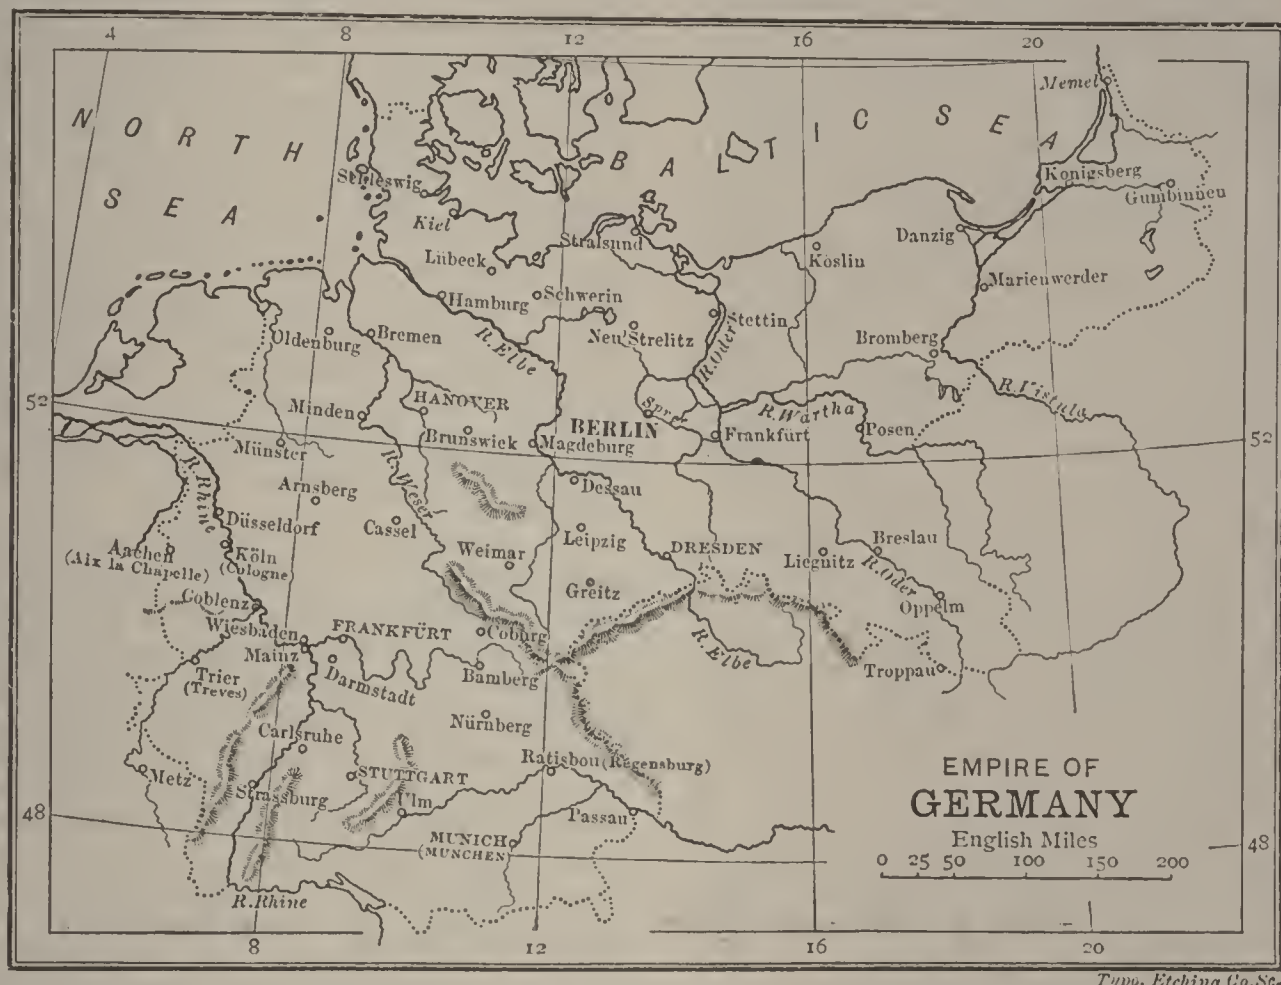 4 8 12 16 20
NORTH SEA
BALTIC SEA
Memel
Konigsberg
Gumbinnen
Schleswig
Kiel
Stralsund
Danzig
Lübeck
Köslin
Marienwerder
Hamburg
Schwerin
Stettin
Oldenburg
Bremen
R. Elbe
Neu Strelitz
R. Oder
Bromberg
R. Vistula
52
Minden
HANOVER
Spree
R. Wartha
BERLIN
Brunswick
Magdeburg
Frankfürt
Posen
52
Münster
R. Rhine
R. Weser
Arnsberg
Dessau
Düsseldorf
Cassel
Leipzig
Aachen
(Aix la Chapelle)
Köln
(Cologne)
Weimar
DRESDEN
Liegnitz
Breslau
R. Oder
Coblenz
Greitz
Oppelm
Wiesbaden
FRANKFÜRT
Coburg
R. Elbe
Mainz
Trier
(Treves)
Darmstadt
Bamberg
Troppau
Nürnberg
Carlsruhe
Metz
STUTTGART
Ratisbou (Regensburg)
Strassburg
Ulm
Passau
48
MUNICH
(MÜNCHEN)
R. Rhine
EMPIRE OF
GERMANY
English Miles
0 25 50 100 150 200
48
8 12 16 20
Typo. Etching Co. Sc.